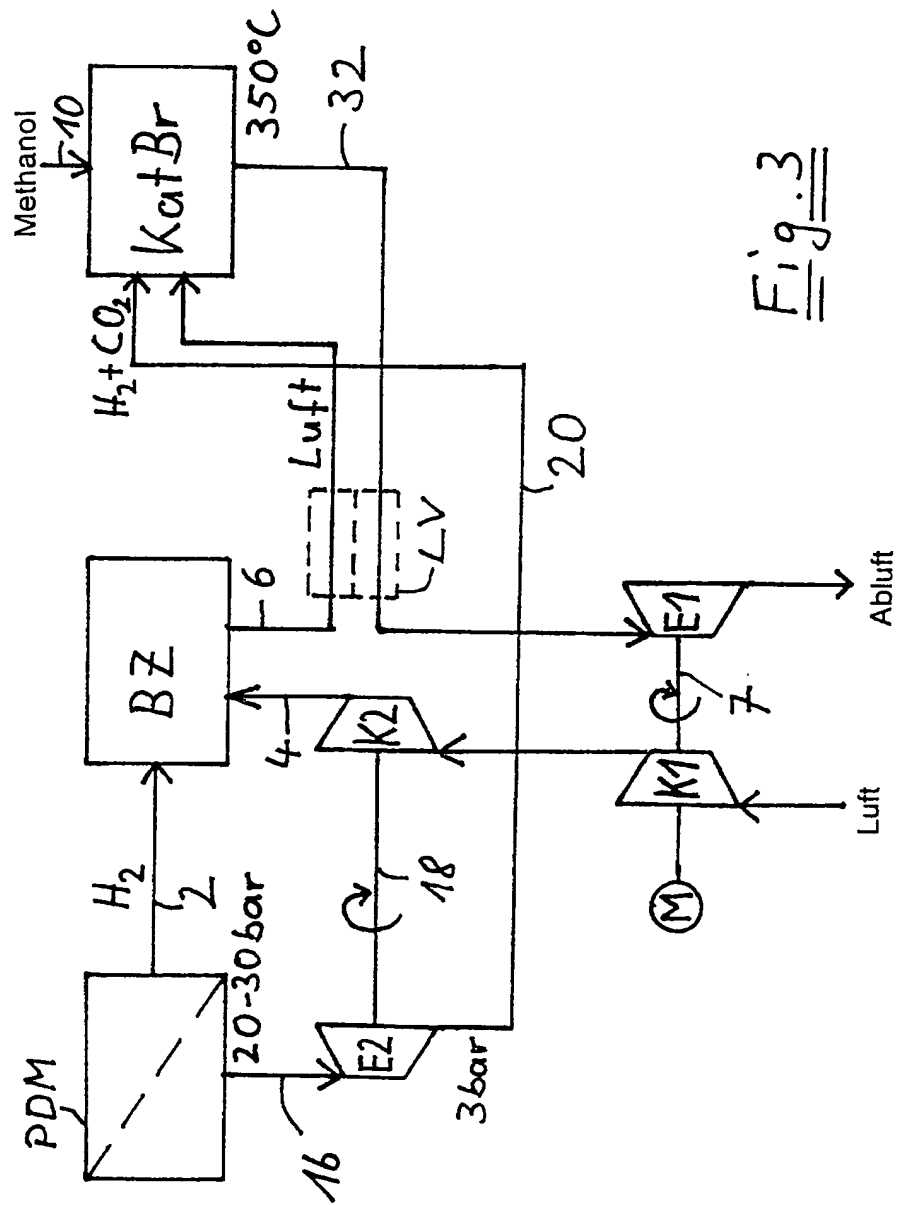 PDM
H₂
2
20-30bar
16
E2
3bar
18
BZ
4
6
K2
Luft
LV
H₂+CO₂
Methanol
10
KatBr
350°C
32
20
M
K1
7
E1
Luft
Abluft
Fig.3